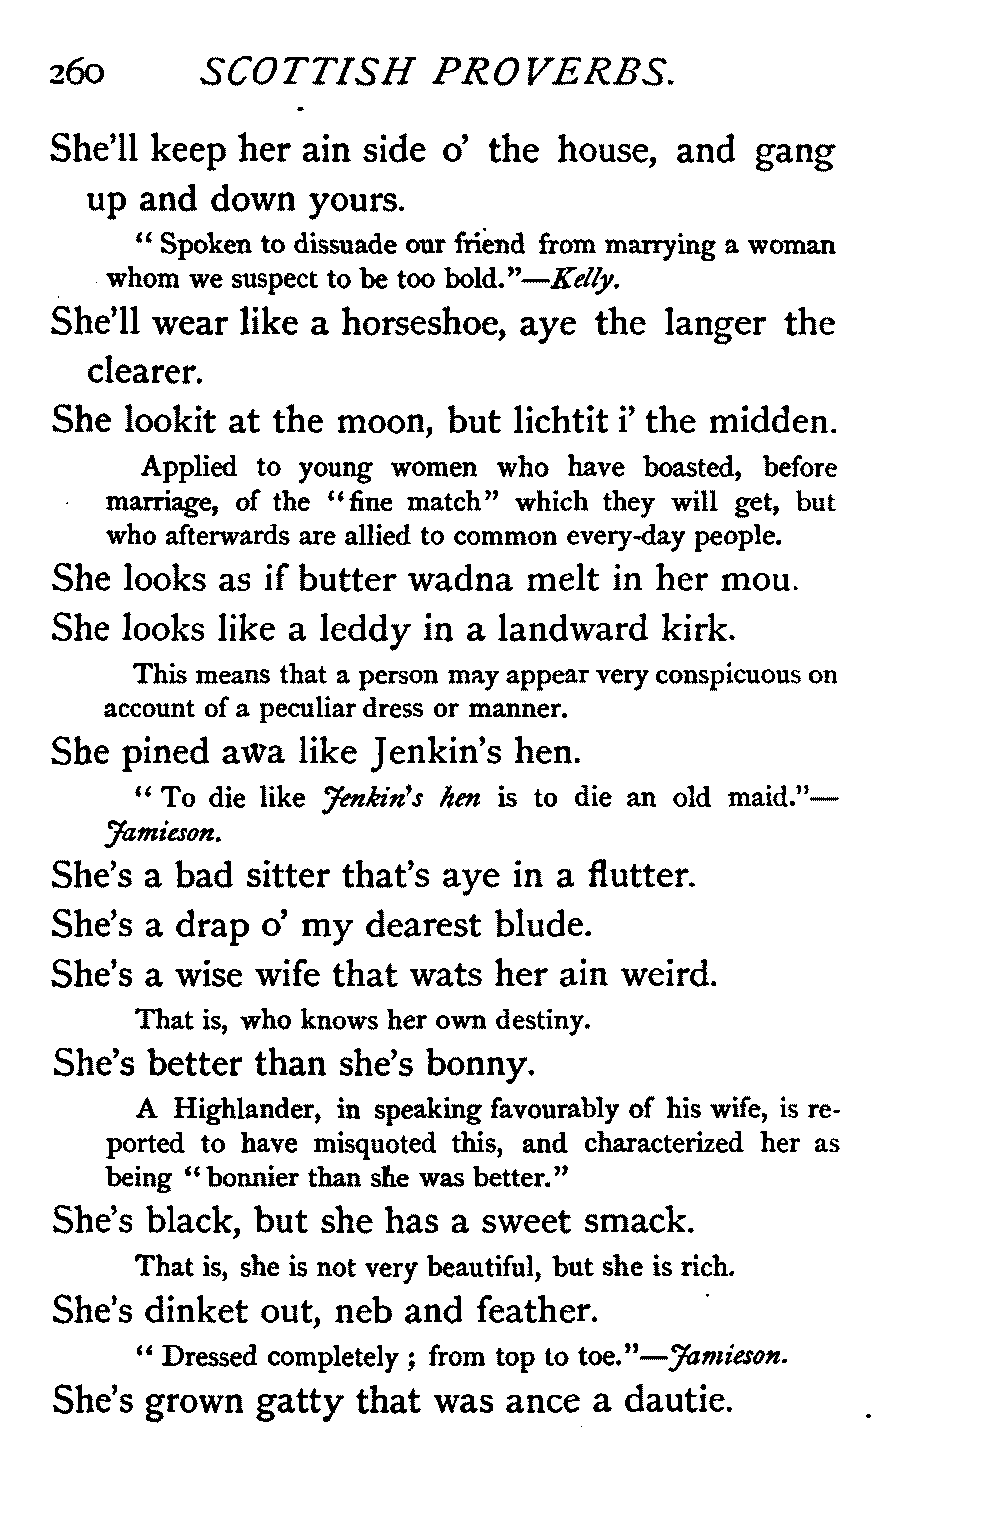 260 SCOTTISH PROVERBS.
She'll keep her ain side o' the house, and gang
up and down yours.
" Spoken to dissuade our friend from marrying a woman
whom we suspect to be too bold."—Kelly.
She'll wear like a horseshoe, aye the langer the
clearer.
She lookit at the moon, but lichtit i' the midden.
Applied to young women who have boasted, before
marriage, of the "fine match" which they will get, but
who afterwards are allied to common every-day people.
She looks as if butter wadna melt in her mou.
She looks like a leddy in a landward kirk.
This means that a person may appear very conspicuous on
account of a peculiar dress or manner.
She pined awa like Jenkin's hen.
" To die like Jenkin's hen is to die an old maid."—
Jamieson.
She's a bad sitter that's aye in a flutter.
She's a drap o' my dearest blude.
She's a wise wife that wats her ain weird.
That is, who knows her own destiny.
She's better than she's bonny.
A Highlander, in speaking favourably of his wife, is re-
ported to have misquoted this, and characterized her as
being "bonnier than she was better."
She's black, but she has a sweet smack.
That is, she is not very beautiful, but she is rich.
She's dinket out, neb and feather.
" Dressed completely ; from top to toe."—Jamieson.
She's grown gatty that was ance a dautie.